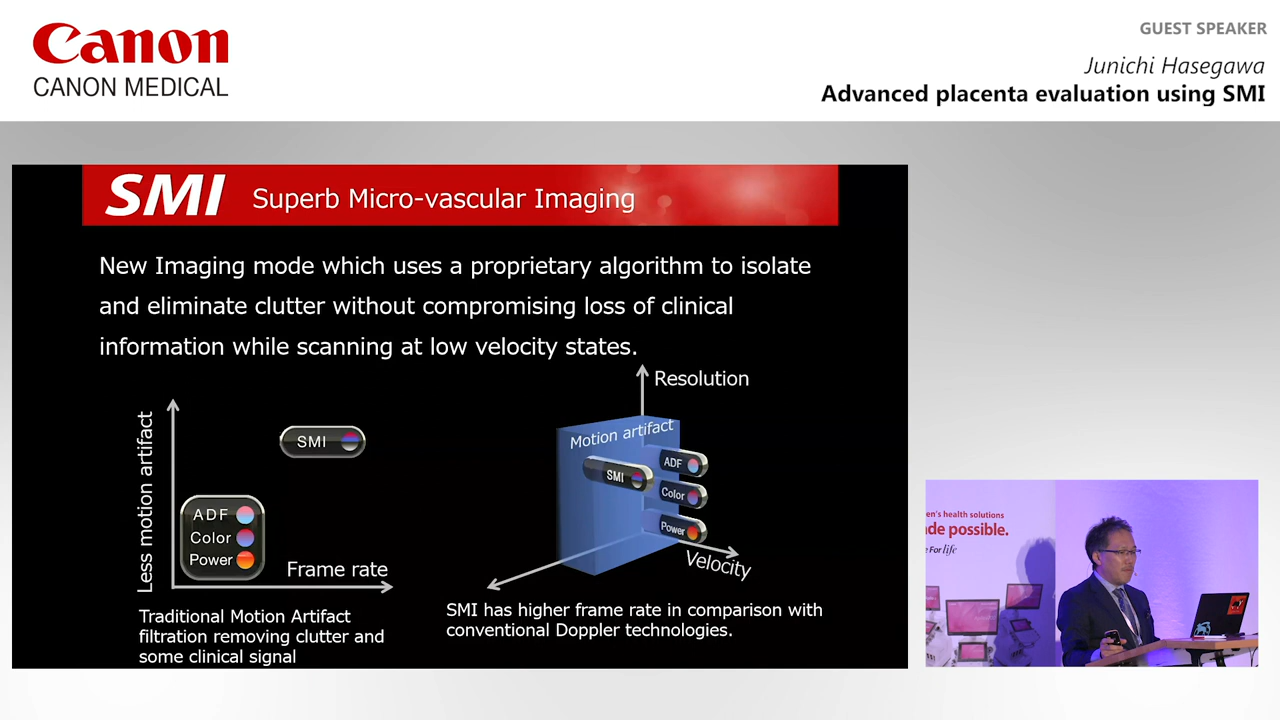 Canon
CANON MEDICAL
GUEST SPEAKER
Junichi Hasegawa
Advanced placenta evaluation using SMI
SMI Superb Micro-vascular Imaging
New Imaging mode which uses a proprietary algorithm to isolate
and eliminate clutter without compromising loss of clinical
information while scanning at low velocity states.
Less motion artifact
SMI
ADF
Color
Power
Frame rate
Traditional Motion Artifact
filtration removing clutter and
some clinical signal
Resolution
Motion artifact
SMI
ADF
Color
Power
Velocity
SMI has higher frame rate in comparison with
conventional Doppler technologies.
en's health solutions
de possible.
For life